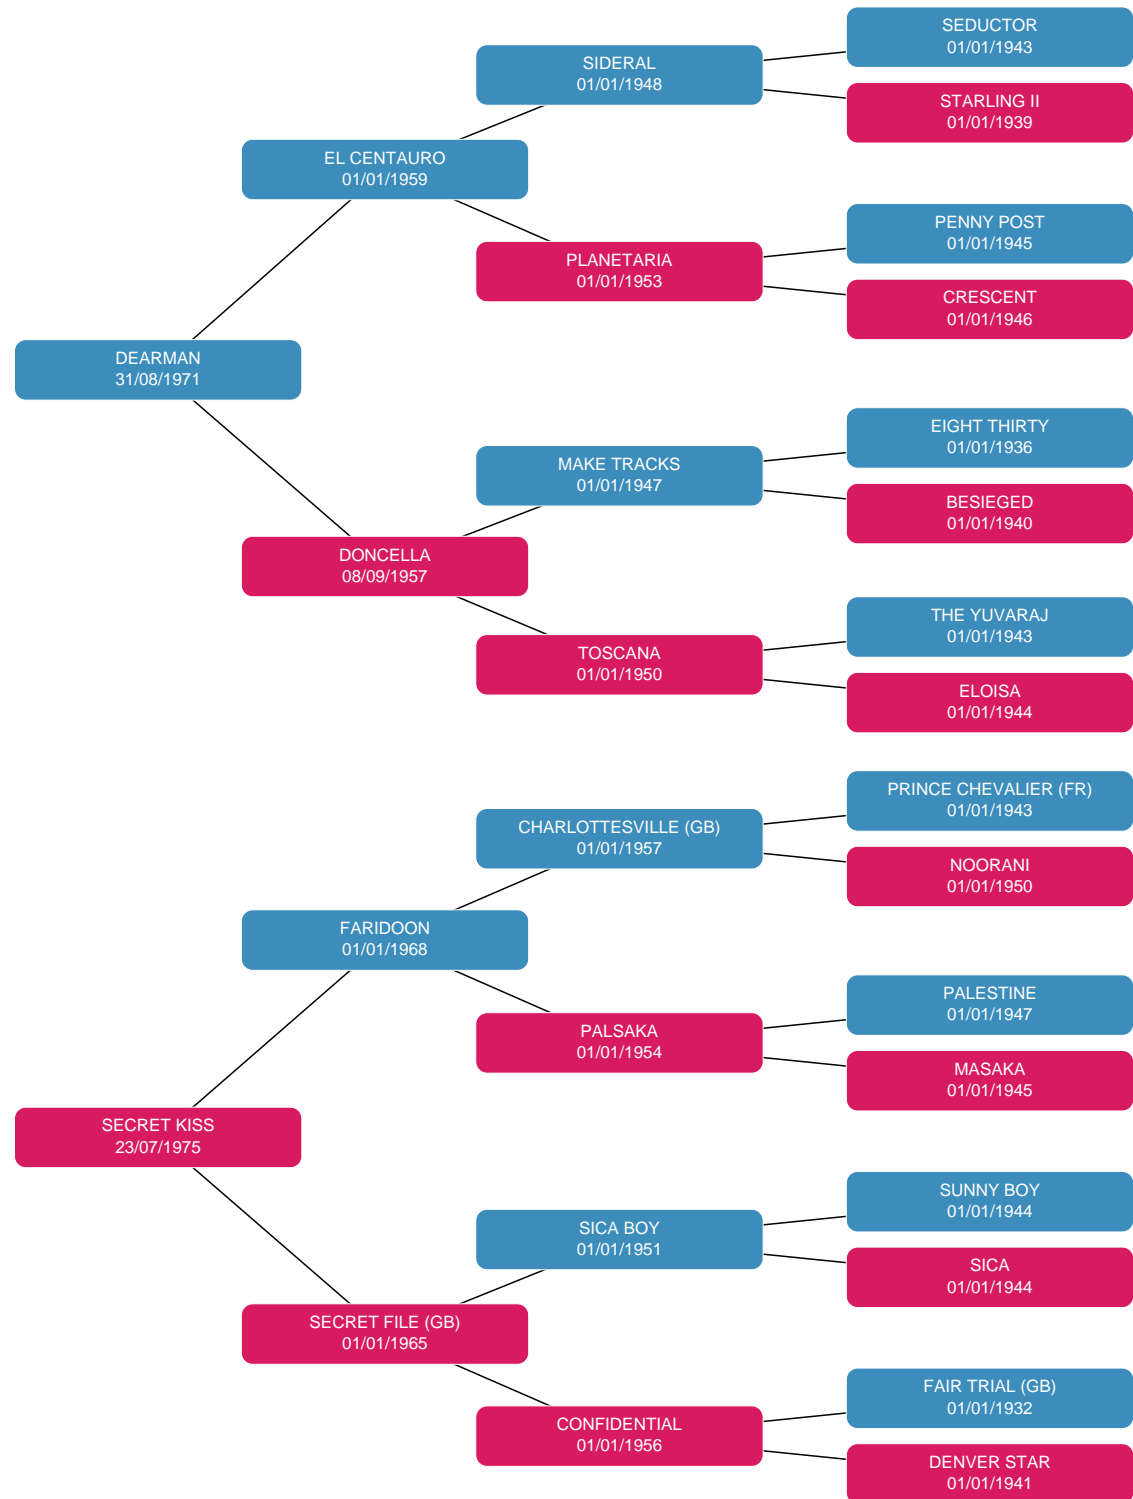 SEDUCTOR
01/01/1943
SIDERAL
01/01/1948
STARLING II
01/01/1939
EL CENTAURO
01/01/1959
PENNY POST
01/01/1945
PLANETARIA
01/01/1953
CRESCENT
01/01/1946
DEARMAN
31/08/1971
EIGHT THIRTY
01/01/1936
MAKE TRACKS
01/01/1947
BESIEGED
01/01/1940
DONCELLA
08/09/1957
THE YUVARAJ
01/01/1943
TOSCANA
01/01/1950
ELOISA
01/01/1944
PRINCE CHEVALIER (FR)
01/01/1943
CHARLOTTESVILLE (GB)
01/01/1957
NOORANI
01/01/1950
FARIDOON
01/01/1968
PALESTINE
01/01/1947
PALSAKA
01/01/1954
MASAKA
01/01/1945
SECRET KISS
23/07/1975
SUNNY BOY
01/01/1944
SICA BOY
01/01/1951
SICA
01/01/1944
SECRET FILE (GB)
01/01/1965
FAIR TRIAL (GB)
01/01/1932
CONFIDENTIAL
01/01/1956
DENVER STAR
01/01/1941